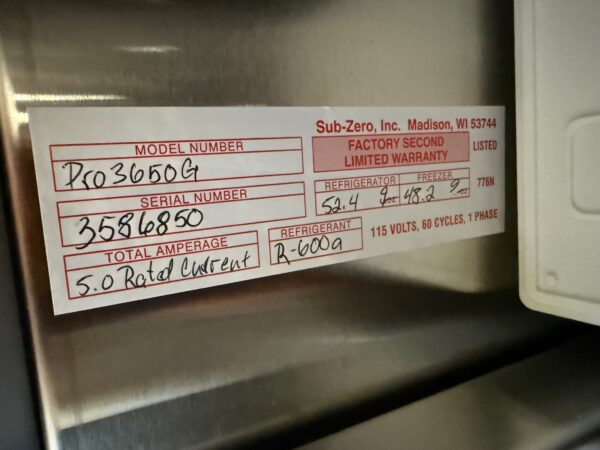 Sub-Zero, Inc. Madison, WI 53744
MODEL NUMBER
Pro3650G
FACTORY SECOND
LIMITED WARRANTY
LISTED
SERIAL NUMBER
3586850
REFRIGERATOR
52.4
FREEZER
48.2
776N
TOTAL AMPERAGE
5.0 Rated Current
REFRIGERANT
R-600a
115 VOLTS, 60 CYCLES, 1 PHASE